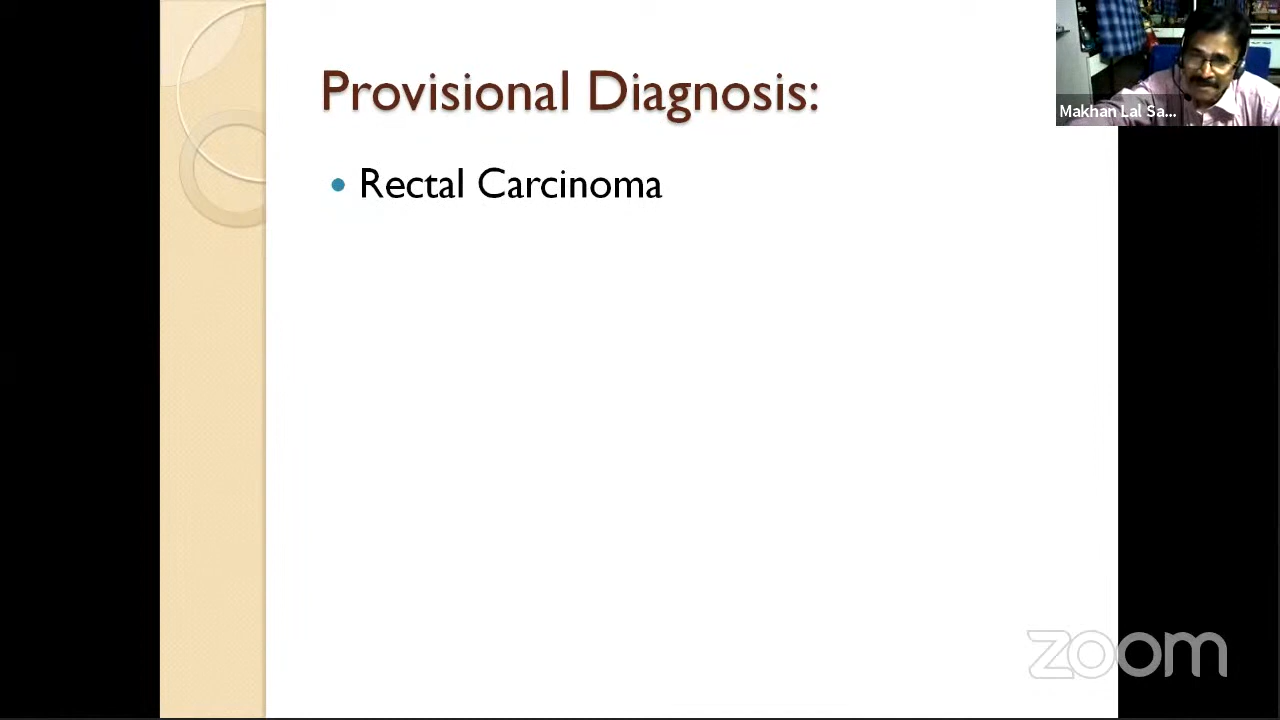 Provisional Diagnosis:
• Rectal Carcinoma
Makhan Lal Sa...
zoom